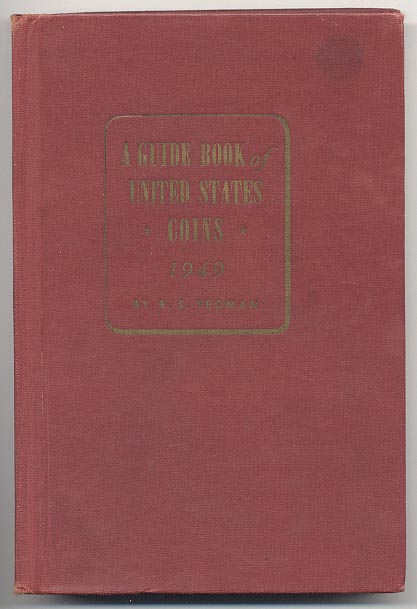 A GUIDE BOOK of
UNITED STATES
COINS
1949
BY R. S. YEOMAN